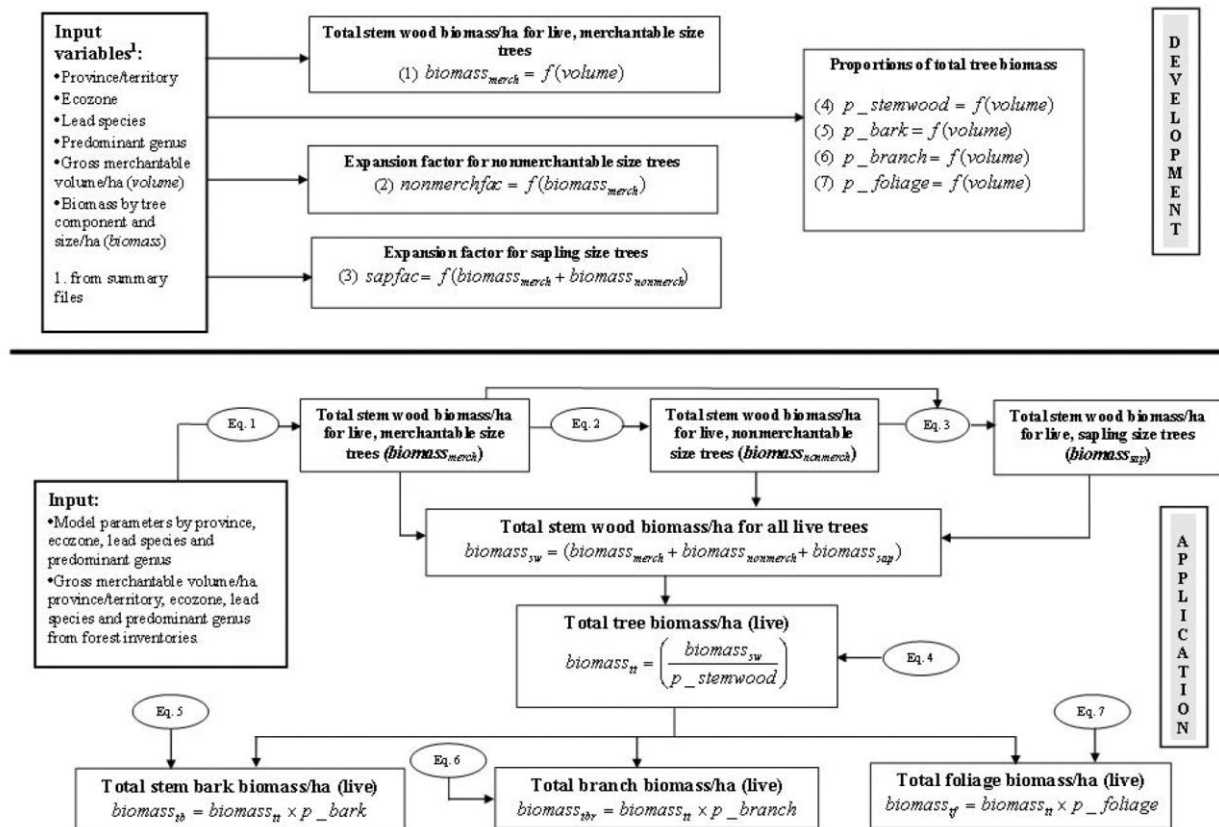 Input
variables¹:
•Province/territory
•Ecozone
•Lead species
•Predominant genus
•Gross merchantable
volume/ha (volume)
•Biomass by tree
component and
size/ha (biomass)
1. from summary
files
Total stem wood biomass/ha for live, merchantable size
trees
(1) biomass_merch = f(volume)
Expansion factor for nonmerchantable size trees
(2) nonmerchfac = f(biomass_merch)
Expansion factor for sapling size trees
(3) sapfac = f(biomass_merch + biomass_nonmerch)
Proportions of total tree biomass
(4) p_stemwood = f(volume)
(5) p_bark = f(volume)
(6) p_branch = f(volume)
(7) p_foliage = f(volume)
DEVELOPMENT
Eq. 1
Total stem wood biomass/ha
for live, merchantable size
trees (biomass_merch)
Eq. 2
Total stem wood biomass/ha
for live, nonmerchantable
size trees (biomass_nonmerch)
Eq. 3
Total stem wood biomass/ha
for live, sapling size trees
(biomass_sap)
Input:
•Model parameters by province,
ecozone, lead species and
predominant genus
•Gross merchantable volume/ha
province/territory, ecozone, lead
species and predominant genus
from forest inventories.
Total stem wood biomass/ha for all live trees
biomass_sw = (biomass_merch + biomass_nonmerch + biomass_sap)
Total tree biomass/ha (live)
biomass_tt = (biomass_sw / p_stemwood)
Eq. 4
APPLICATION
Eq. 5
Total stem bark biomass/ha (live)
biomass_tb = biomass_tt × p_bark
Eq. 6
Total branch biomass/ha (live)
biomass_tbr = biomass_tt × p_branch
Eq. 7
Total foliage biomass/ha (live)
biomass_tf = biomass_tt × p_foliage